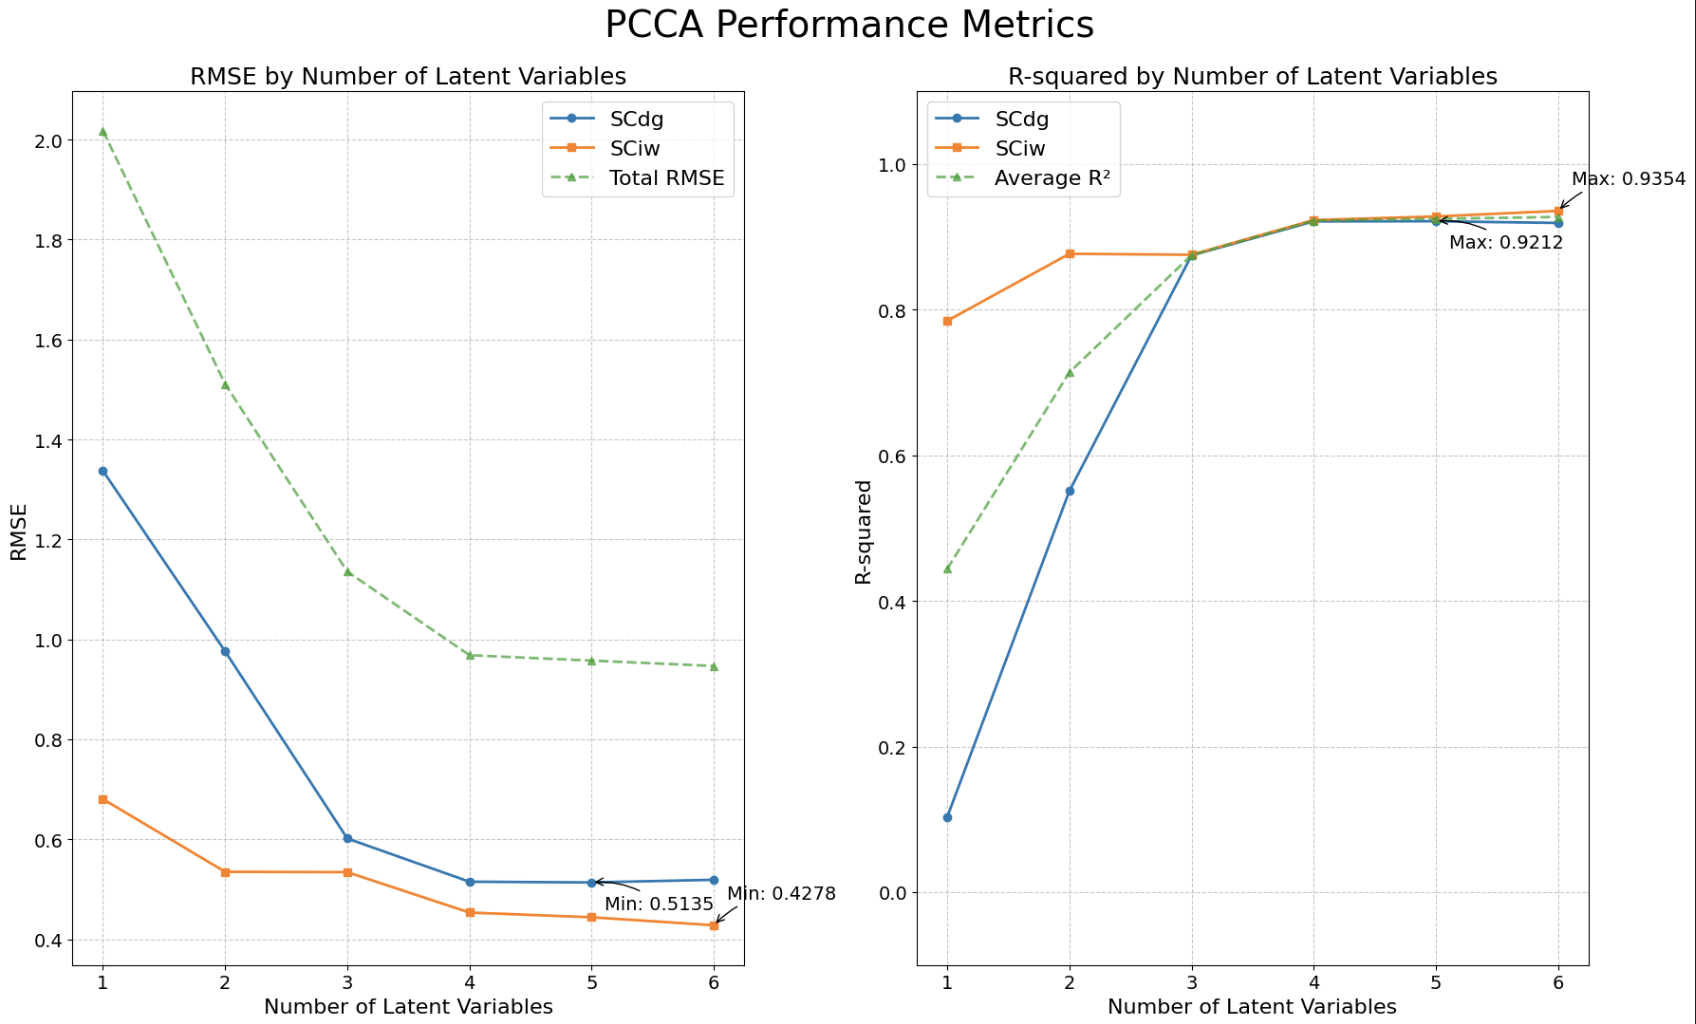 PCCA Performance Metrics
RMSE by Number of Latent Variables
SCdg
SCiw
Total RMSE
2.0
1.8
1.6
1.4
1.2
1.0
0.8
0.6
0.4
RMSE
Min: 0.5135
Min: 0.4278
1 2 3 4 5 6
Number of Latent Variables
R-squared by Number of Latent Variables
SCdg
SCiw
Average R²
1.0
0.8
0.6
0.4
0.2
0.0
R-squared
Max: 0.9354
Max: 0.9212
1 2 3 4 5 6
Number of Latent Variables